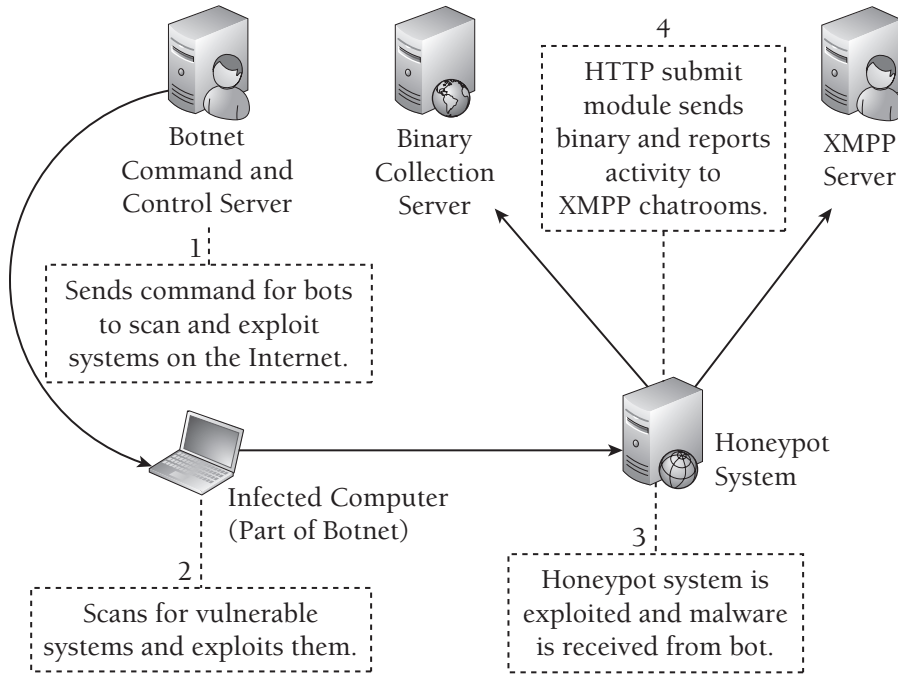 Botnet
Command and
Control Server
Binary
Collection
Server
4
HTTP submit
module sends
binary and reports
activity to
XMPP chatrooms.
XMPP
Server
1
Sends command for bots
to scan and exploit
systems on the Internet.
Infected Computer
(Part of Botnet)
Honeypot
System
2
Scans for vulnerable
systems and exploits them.
3
Honeypot system is
exploited and malware
is received from bot.